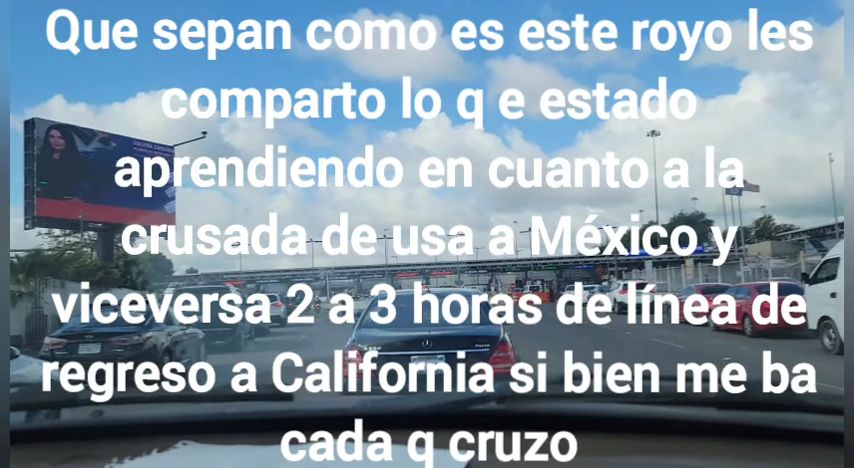 Que sepan como es este royo les
comparto lo q e estado
aprendiendo en cuanto a la
crusada de usa a México y
viceversa 2 a 3 horas de línea de
regreso a California si bien me ba
cada q cruzo